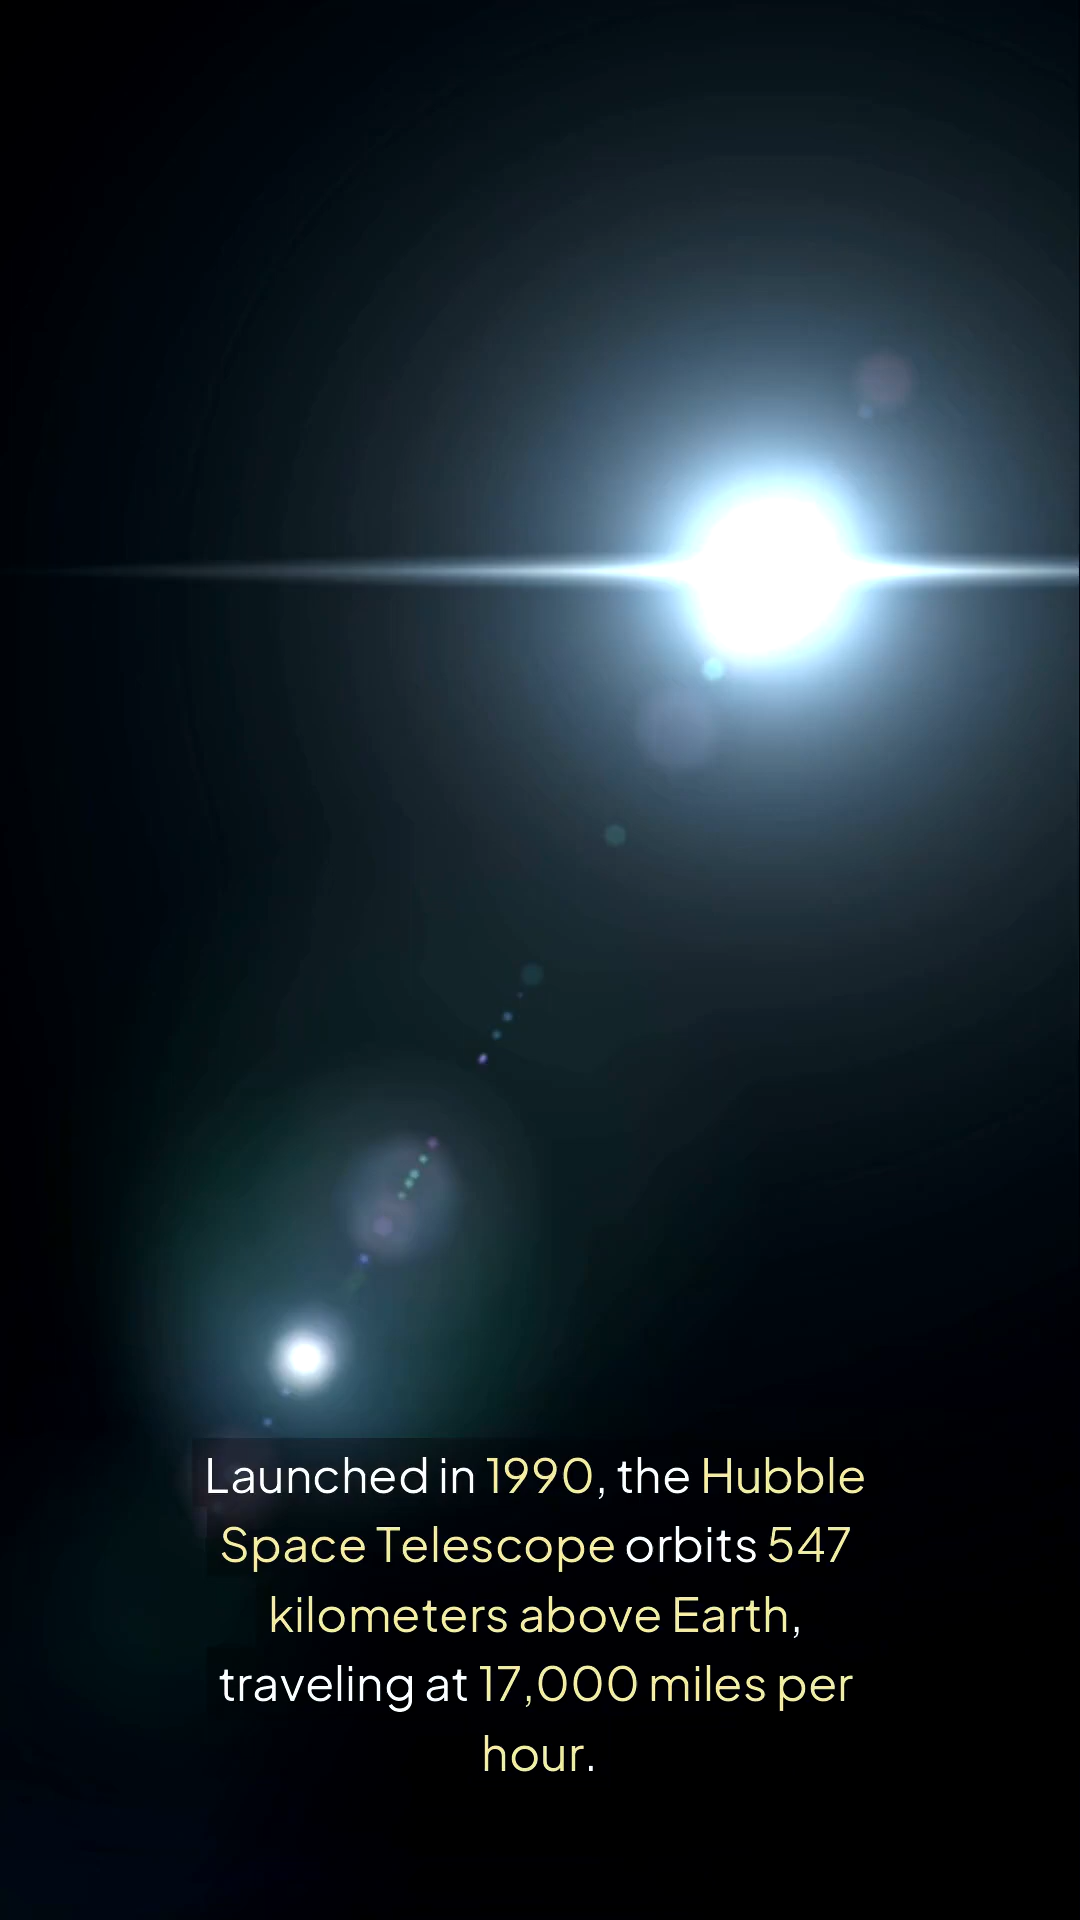 Launched in 1990, the Hubble
Space Telescope orbits 547
kilometers above Earth,
traveling at 17,000 miles per
hour.